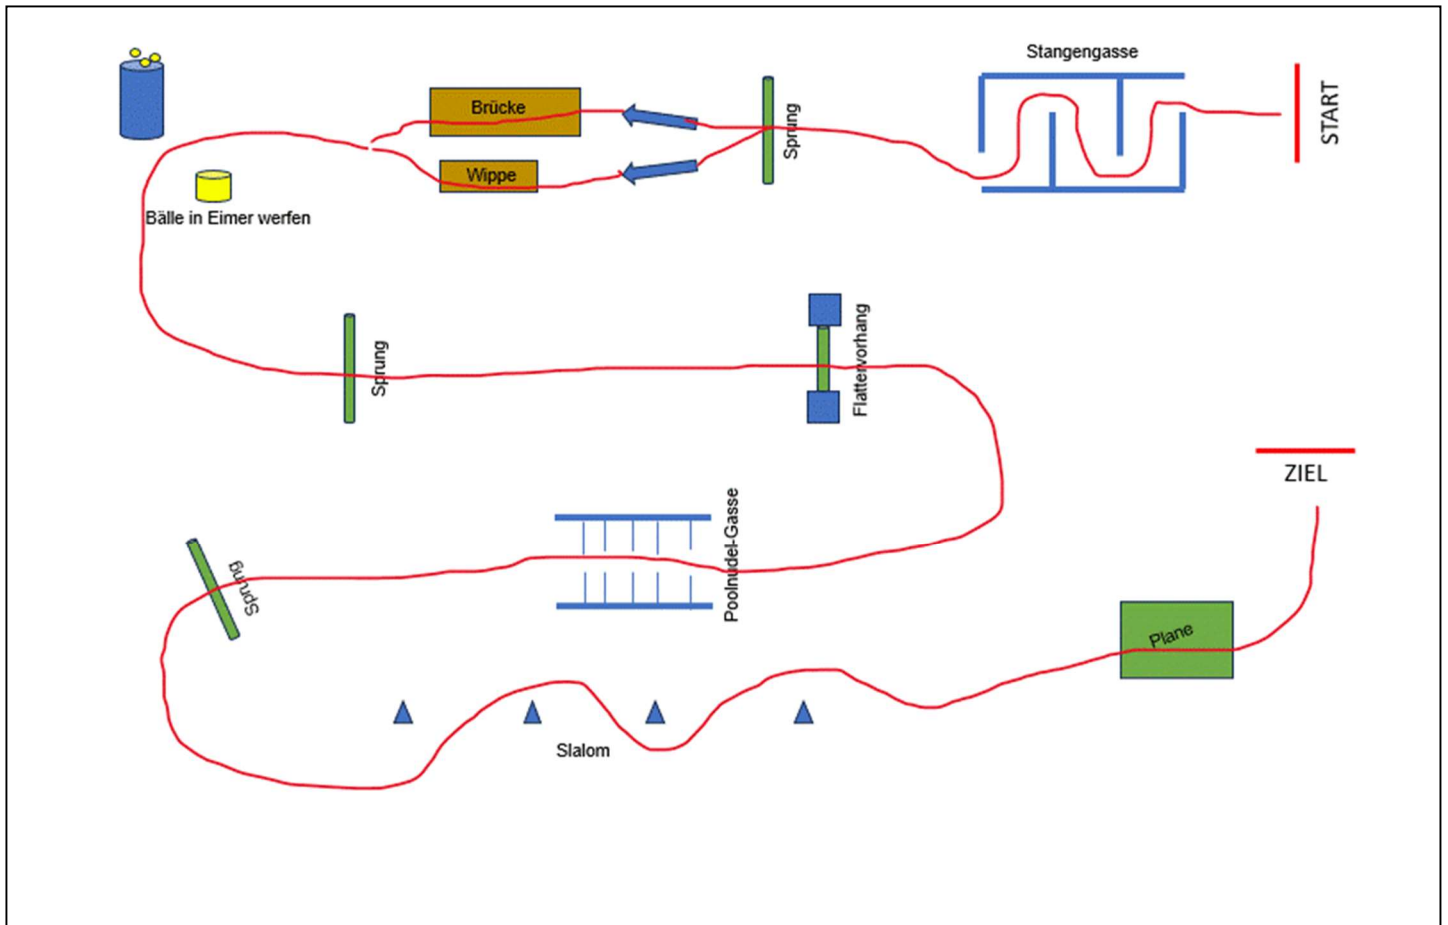 Stangengasse
START
Sprung
Brücke
Wippe
Bälle in Eimer werfen
Sprung
Flattervorhang
ZIEL
Poolnudel-Gasse
Sprung
Plane
Slalom